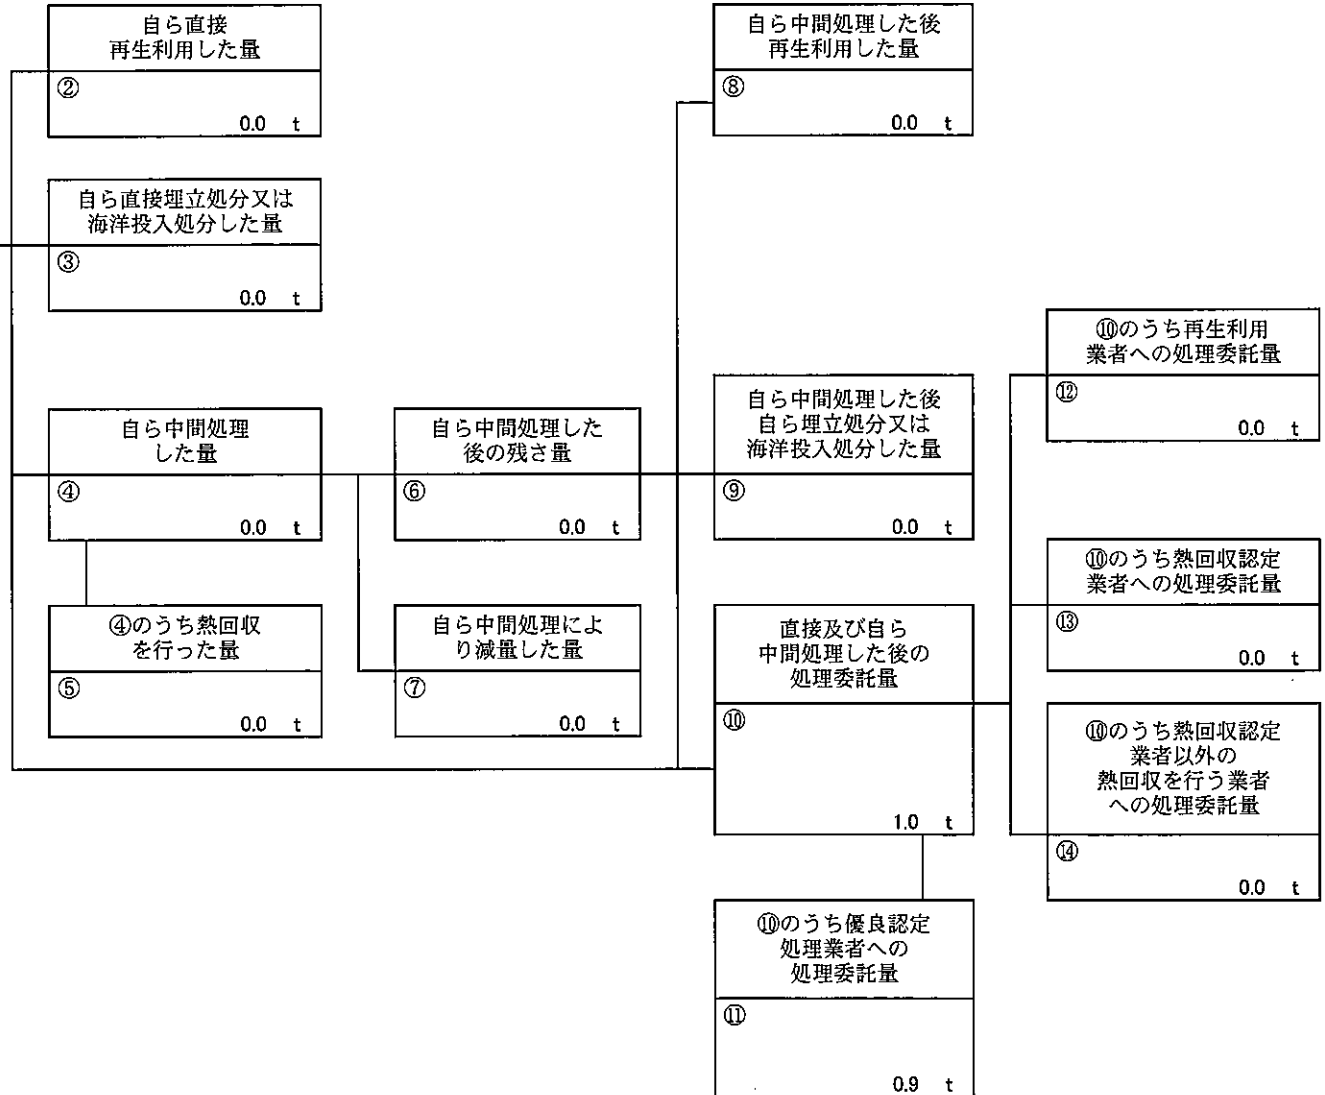 自ら直接
再生利用した量
②
0.0 t
自ら直接埋立処分又は
海洋投入処分した量
③
0.0 t
自ら中間処理
した量
④
0.0 t
④のうち熱回収
を行った量
⑤
0.0 t
自ら中間処理した
後の残さ量
⑥
0.0 t
自ら中間処理によ
り減量した量
⑦
0.0 t
自ら中間処理した後
再生利用した量
⑧
0.0 t
自ら中間処理した後
自ら埋立処分又は
海洋投入処分した量
⑨
0.0 t
直接及び自ら
中間処理した後の
処理委託量
⑩
1.0 t
⑩のうち優良認定
処理業者への
処理委託量
⑪
0.9 t
⑩のうち再生利用
業者への処理委託量
⑫
0.0 t
⑩のうち熱回収認定
業者への処理委託量
⑬
0.0 t
⑩のうち熱回収認定
業者以外の
熱回収を行う業者
への処理委託量
⑭
0.0 t